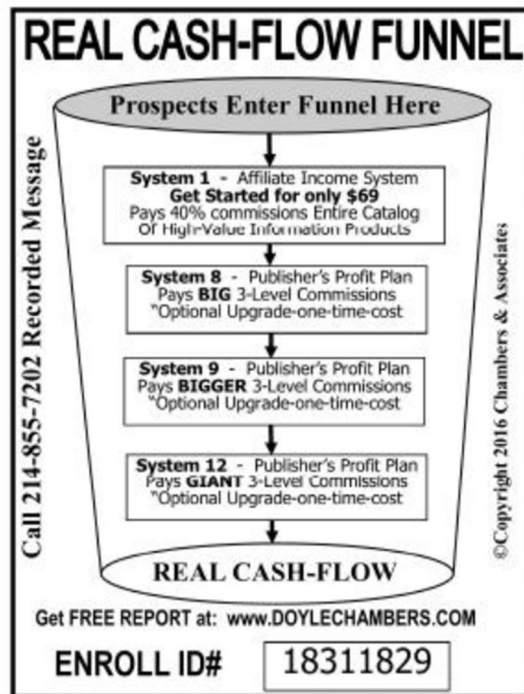 REAL CASH-FLOW FUNNEL
Prospects Enter Funnel Here
System 1 - Affiliate Income System
Get Started for only $69
Pays 40% commissions Entire Catalog
Of High-Value Information Products
System 8 - Publisher's Profit Plan
Pays BIG 3-Level Commissions
"Optional Upgrade-one-time-cost
System 9 - Publisher's Profit Plan
Pays BIGGER 3-Level Commissions
"Optional Upgrade-one-time-cost
System 12 - Publisher's Profit Plan
Pays GIANT 3-Level Commissions
"Optional Upgrade-one-time-cost
REAL CASH-FLOW
Call 214-855-7202 Recorded Message
©Copyright 2016 Chambers & Associates
Get FREE REPORT at: www.DOYLECHAMBERS.COM
ENROLL ID# 18311829